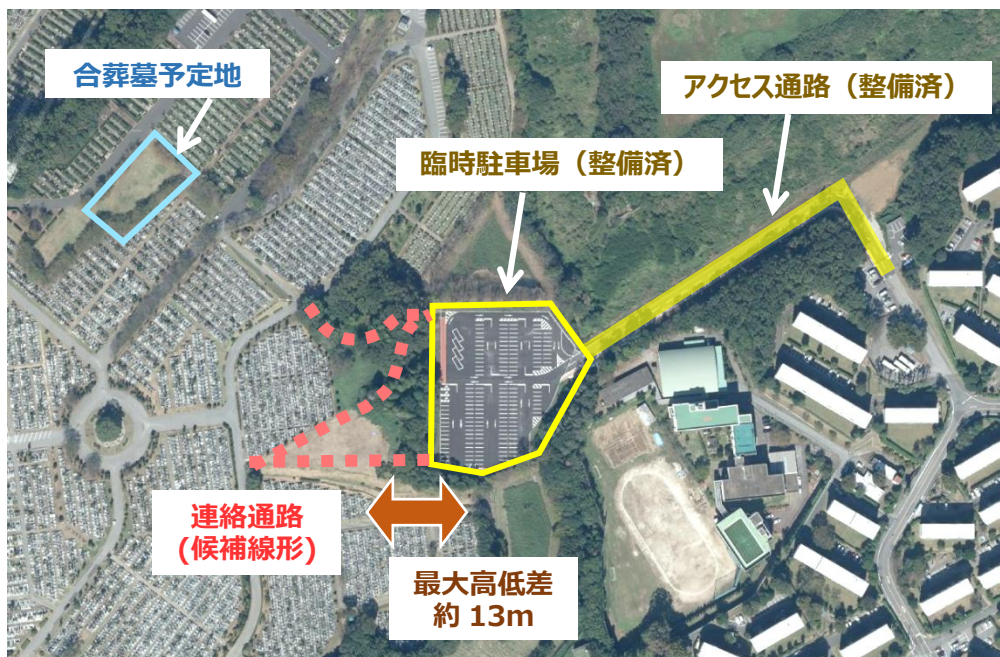 合葬墓予定地
アクセス通路（整備済）
臨時駐車場（整備済）
連絡通路
(候補線形)
最大高低差
約 13m